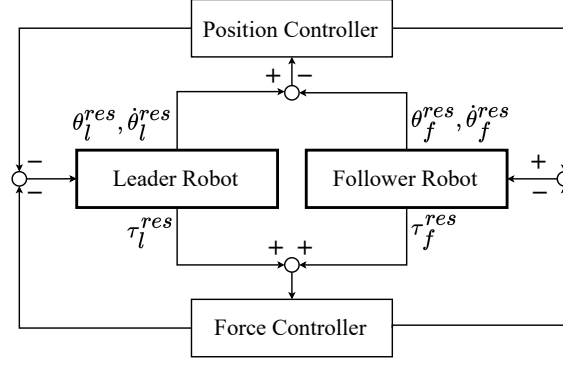 Position Controller
+ −
θ_l^{res}, θ̇_l^{res}
θ_f^{res}, θ̇_f^{res}
−
−
Leader Robot
Follower Robot
+
−
τ_l^{res}
τ_f^{res}
+ +
Force Controller